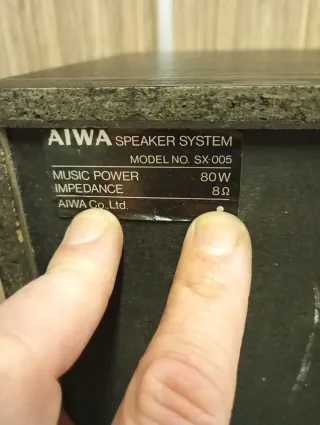 AIWA SPEAKER SYSTEM
MODEL NO. SX-005
MUSIC POWER 80W
IMPEDANCE 8Ω
AIWA Co.,Ltd.